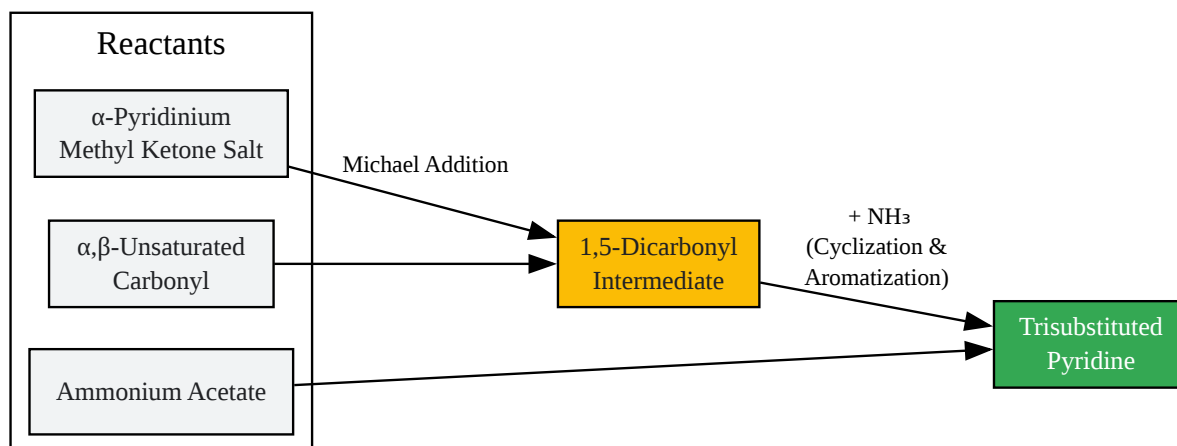 Reactants
α-Pyridinium
Methyl Ketone Salt
Michael Addition
α,β-Unsaturated
Carbonyl
1,5-Dicarbonyl
Intermediate
+ NH₃
(Cyclization &
Aromatization)
Trisubstituted
Pyridine
Ammonium Acetate